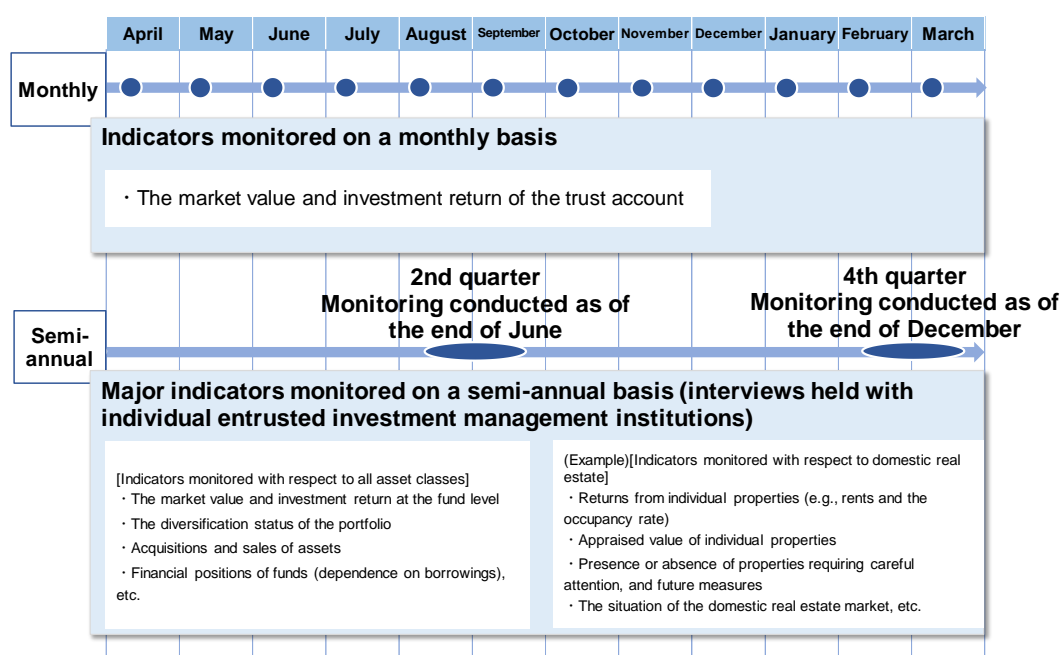 April May June July August September October November December January February March
Monthly
Indicators monitored on a monthly basis
・The market value and investment return of the trust account
2nd quarter
Monitoring conducted as of
the end of June
4th quarter
Monitoring conducted as of
the end of December
Semi-
annual
Major indicators monitored on a semi-annual basis (interviews held with
individual entrusted investment management institutions)
[Indicators monitored with respect to all asset classes]
・The market value and investment return at the fund level
・The diversification status of the portfolio
・Acquisitions and sales of assets
・Financial positions of funds (dependence on borrowings),
etc.
(Example)[Indicators monitored with respect to domestic real
estate]
・Returns from individual properties (e.g., rents and the
occupancy rate)
・Appraised value of individual properties
・Presence or absence of properties requiring careful
attention, and future measures
・The situation of the domestic real estate market, etc.